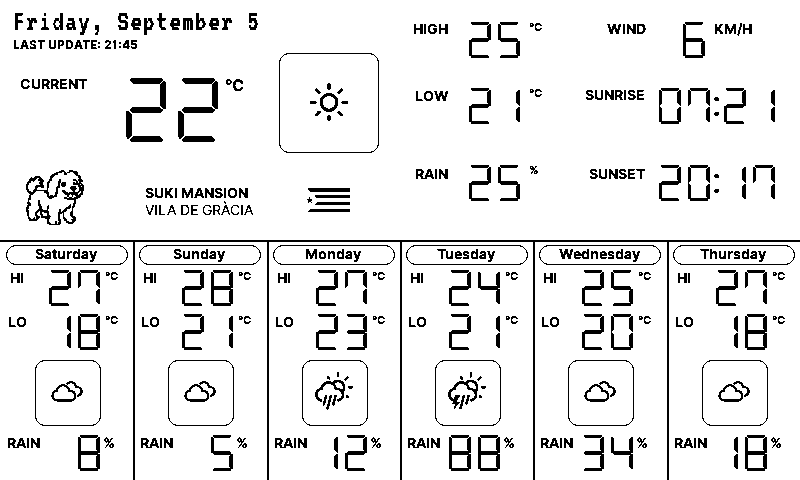 Friday, September 5
LAST UPDATE: 21:45
CURRENT 22 °C
HIGH 25 °C
WIND 6 KM/H
LOW 21 °C
SUNRISE 07:21
RAIN 25 %
SUNSET 20:17
SUKI MANSION
VILA DE GRÀCIA
Saturday
HI 27 °C
LO 18 °C
RAIN 8 %
Sunday
HI 28 °C
LO 21 °C
RAIN 5 %
Monday
HI 27 °C
LO 23 °C
RAIN 12 %
Tuesday
HI 24 °C
LO 21 °C
RAIN 88 %
Wednesday
HI 25 °C
LO 20 °C
RAIN 34 %
Thursday
HI 27 °C
LO 18 °C
RAIN 18 %